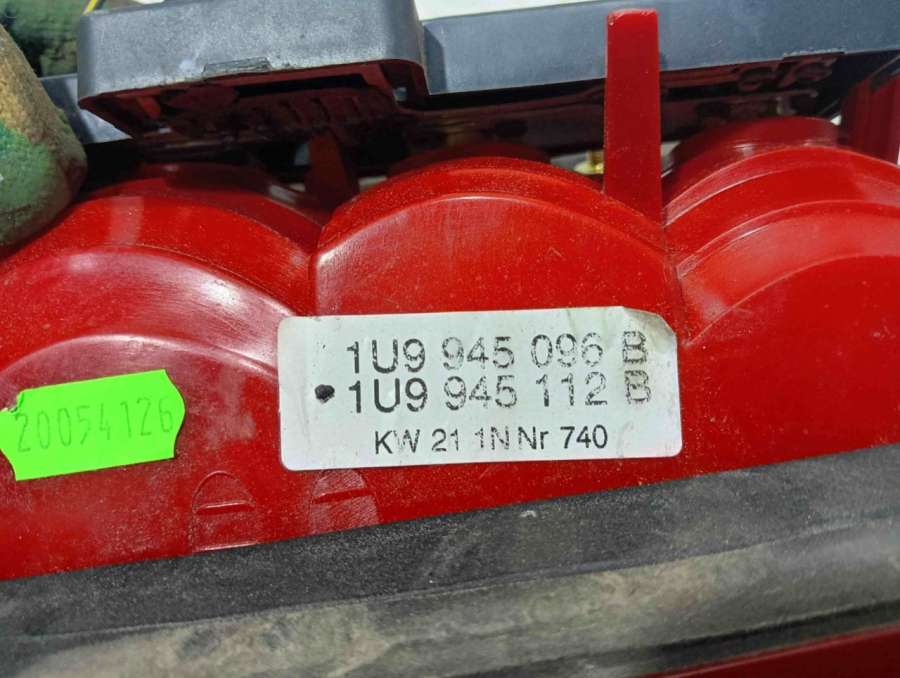 1U9 945 096 B
• 1U9 945 112 B
KW 21 1N Nr 740
20054126